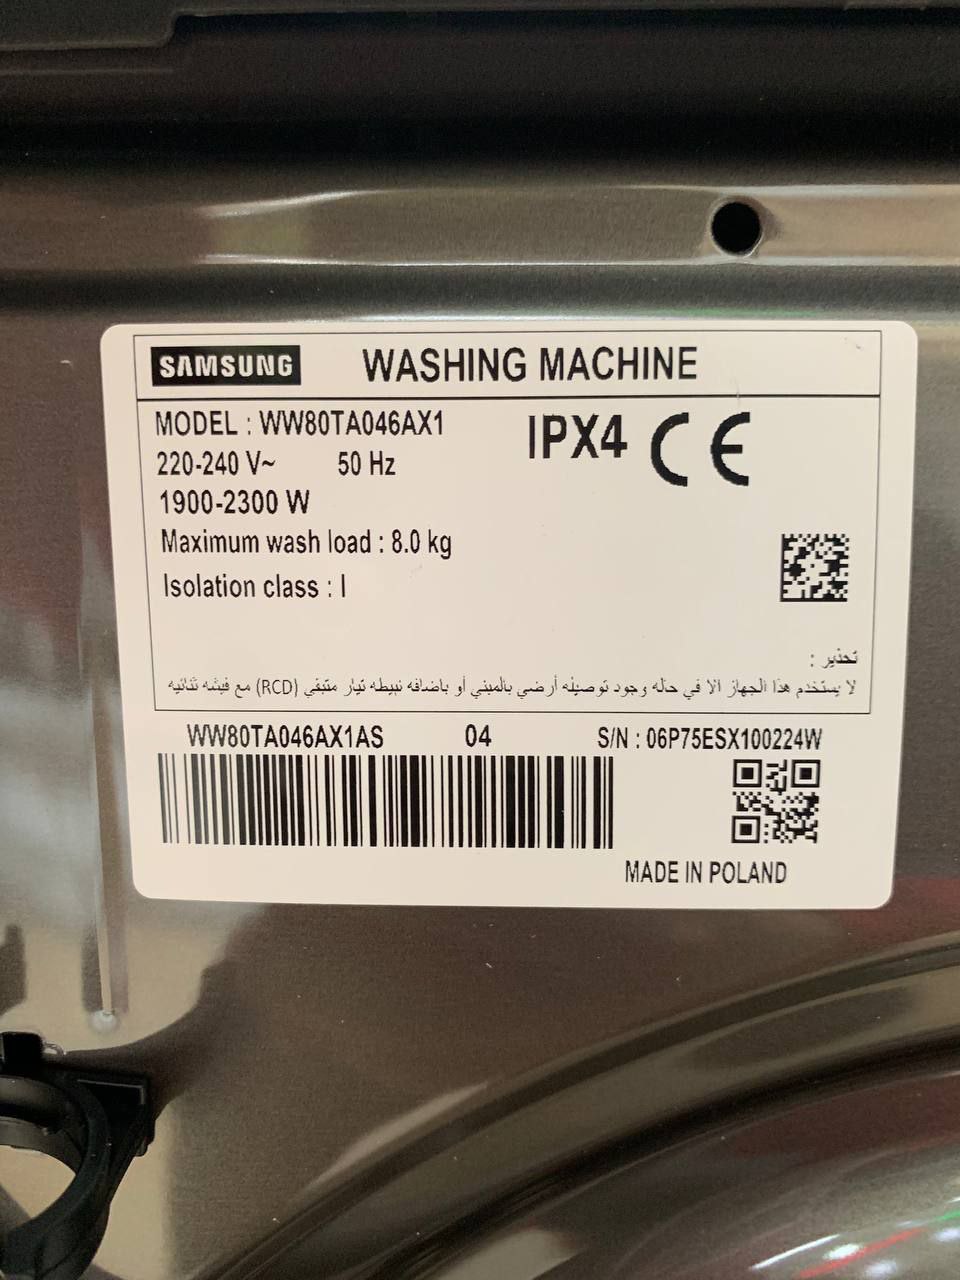 SAMSUNG WASHING MACHINE
MODEL : WW80TA046AX1
IPX4 CE
220-240 V~ 50 Hz
1900-2300 W
Maximum wash load : 8.0 kg
Isolation class : I
تحذير :
لا يستخدم هذا الجهاز الا في حاله وجود توصيله أرضي بالمبني أو باضافه نبيطه تيار متبقي (RCD) مع فيشه ثنائيه
WW80TA046AX1AS 04 S/N : 06P75ESX100224W
MADE IN POLAND